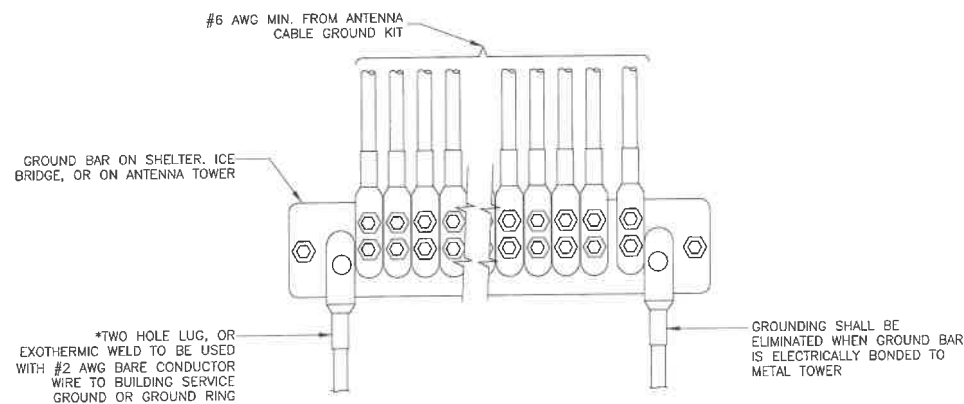 #6 AWG MIN. FROM ANTENNA
CABLE GROUND KIT
GROUND BAR ON SHELTER. ICE
BRIDGE, OR ON ANTENNA TOWER
*TWO HOLE LUG, OR
EXOTHERMIC WELD TO BE USED
WITH #2 AWG BARE CONDUCTOR
WIRE TO BUILDING SERVICE
GROUND OR GROUND RING
GROUNDING SHALL BE
ELIMINATED WHEN GROUND BAR
IS ELECTRICALLY BONDED TO
METAL TOWER